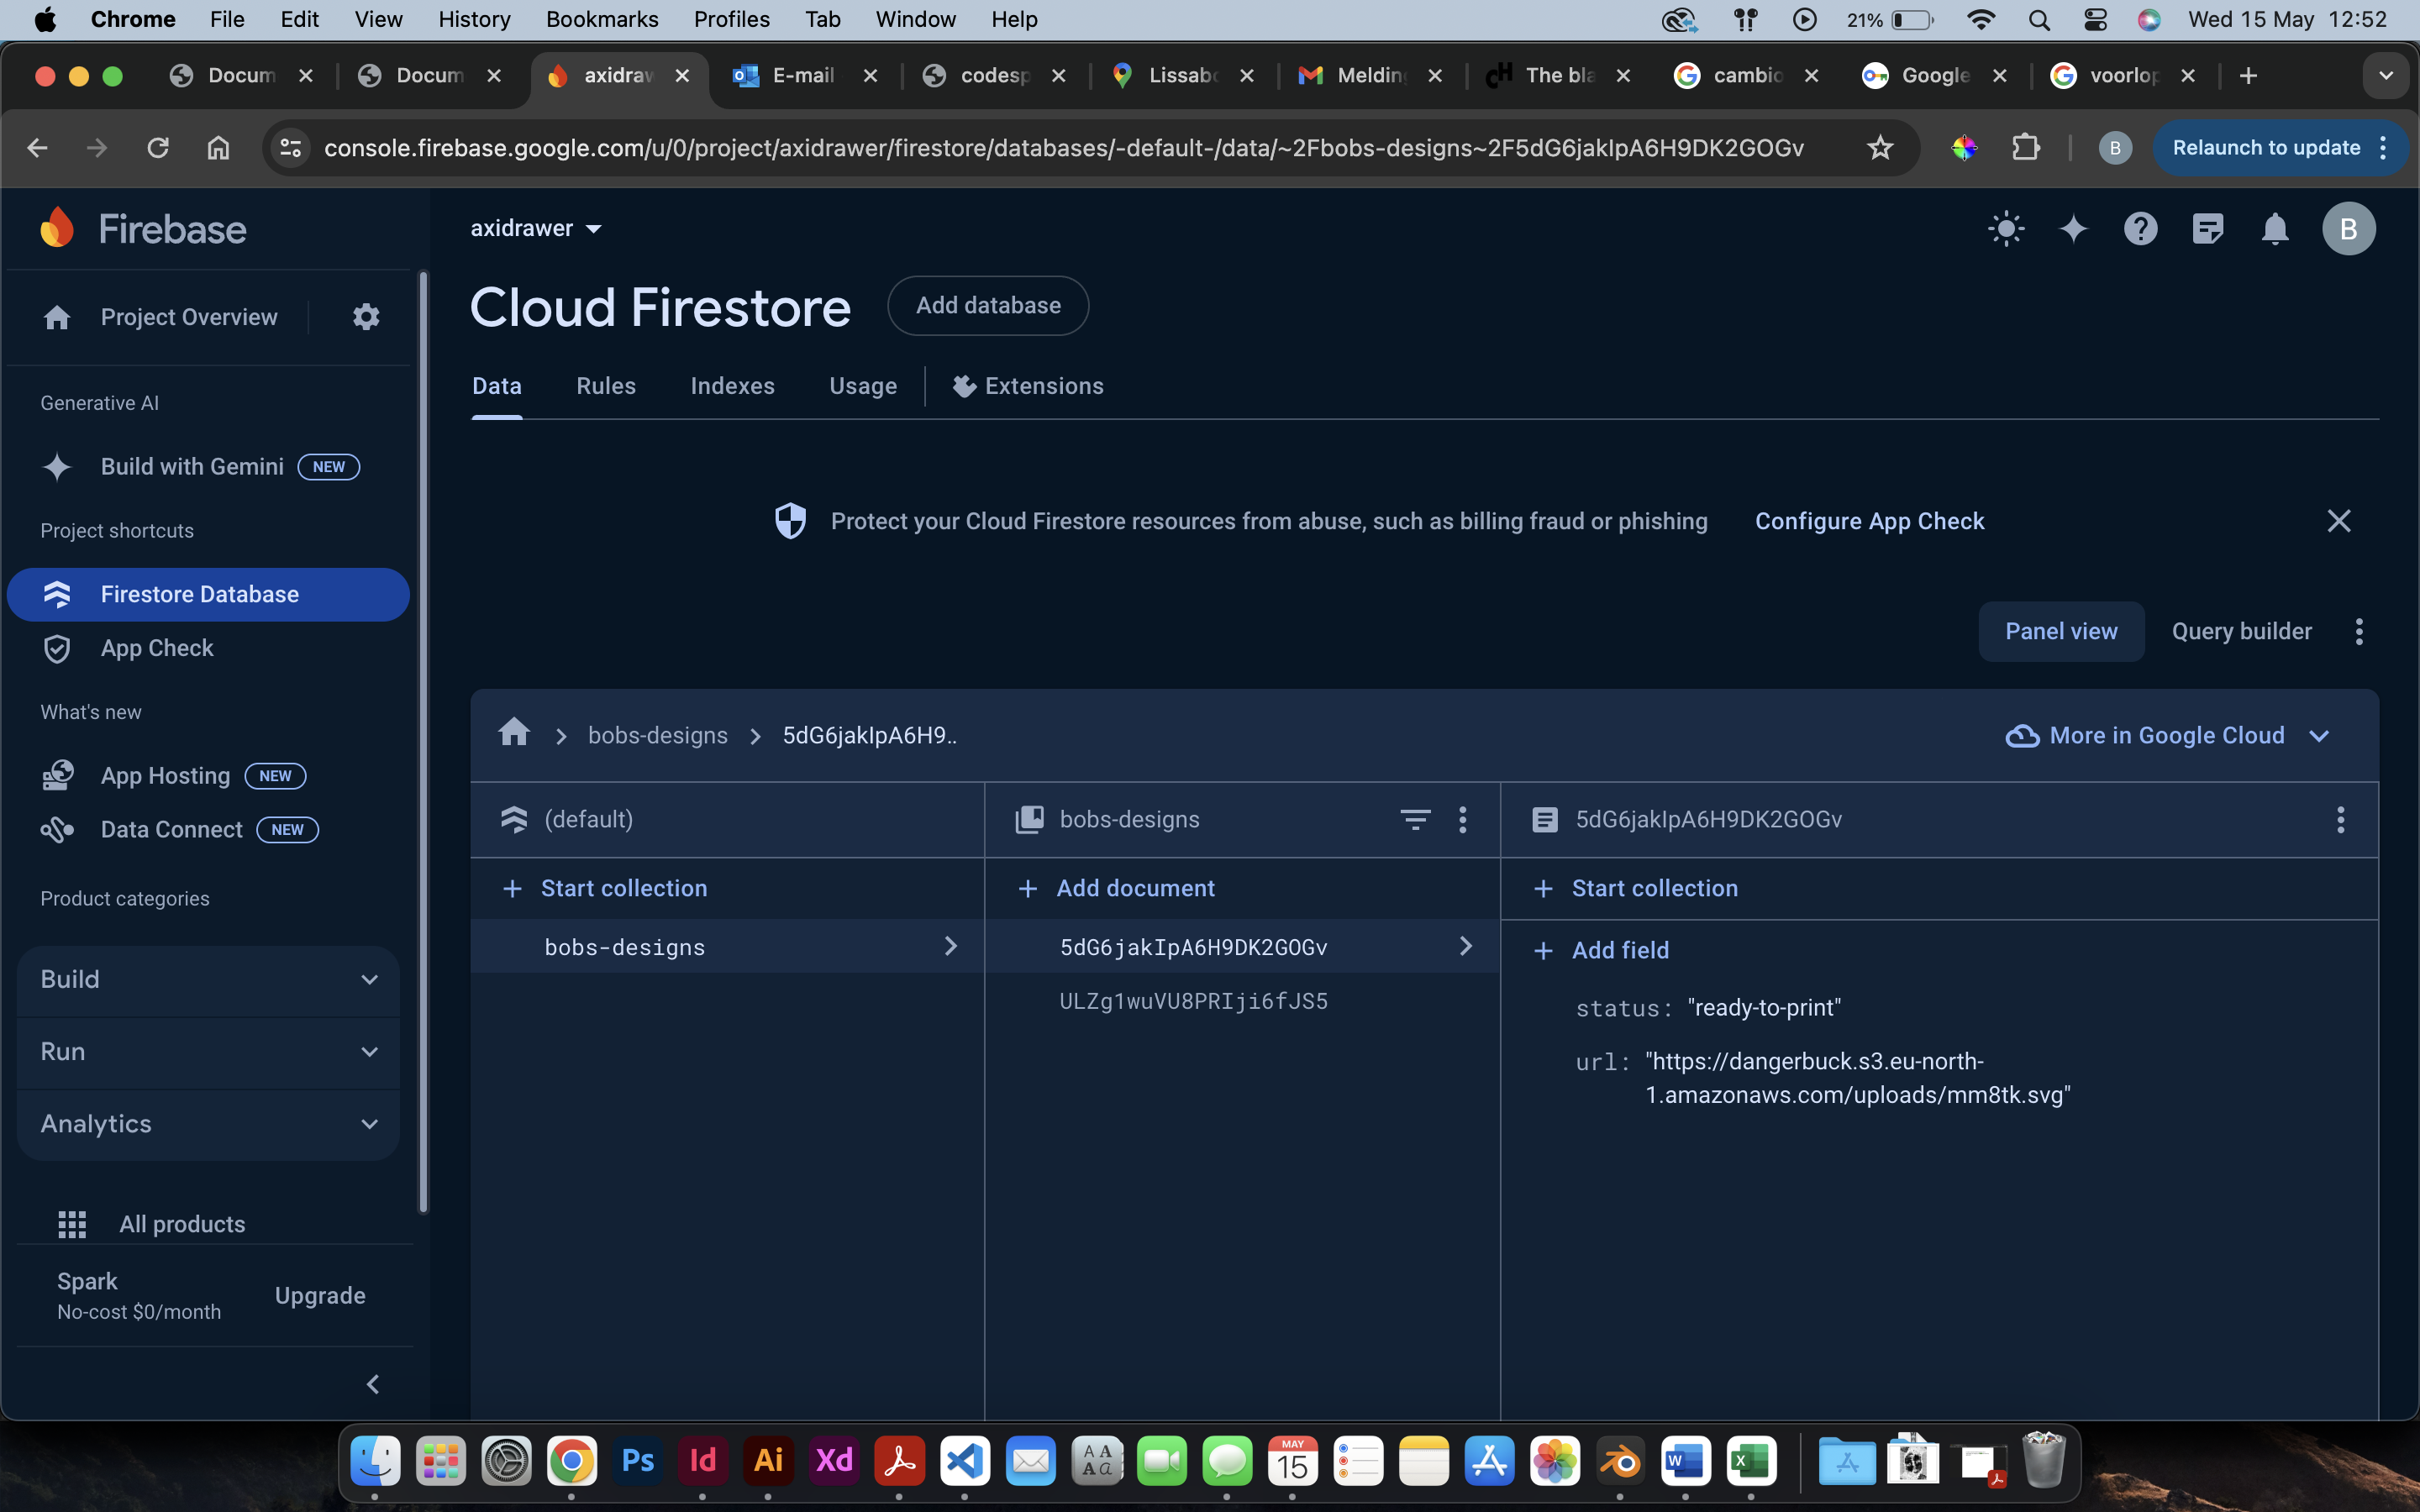 Chrome File Edit View History Bookmarks Profiles Tab Window Help 21% Wed 15 May 12:52
Docum Docum axidraw E-mail codesp Lissabo Melding The bla cambio Google voorlop
console.firebase.google.com/u/0/project/axidrawer/firestore/databases/-default-/data/~2Fbobs-designs~2F5dG6jakIpA6H9DK2GOGv B Relaunch to update
Firebase
axidrawer
B
Cloud Firestore Add database
Project Overview
Data Rules Indexes Usage Extensions
Generative AI
Build with Gemini NEW
Protect your Cloud Firestore resources from abuse, such as billing fraud or phishing Configure App Check
Project shortcuts
Firestore Database
App Check
Panel view Query builder
What's new
App Hosting NEW
Data Connect NEW
Product categories
Build
Run
Analytics
All products
Spark
No-cost $0/month
Upgrade
bobs-designs 5dG6jakIpA6H9.. More in Google Cloud
(default) bobs-designs 5dG6jakIpA6H9DK2GOGv
Start collection Add document Start collection
bobs-designs 5dG6jakIpA6H9DK2GOGv Add field
ULZg1wuVU8PRIji6fJS5
status: "ready-to-print"
url: "https://dangerbuck.s3.eu-north-
1.amazonaws.com/uploads/mm8tk.svg"
Ps Id Ai Xd MAY
15 W X